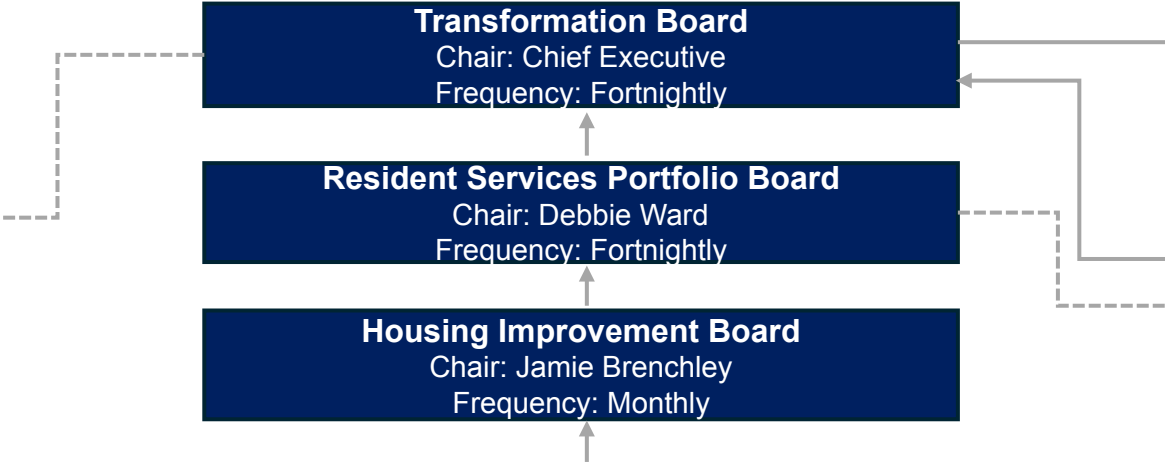 Transformation Board
Chair: Chief Executive
Frequency: Fortnightly
Resident Services Portfolio Board
Chair: Debbie Ward
Frequency: Fortnightly
Housing Improvement Board
Chair: Jamie Brenchley
Frequency: Monthly